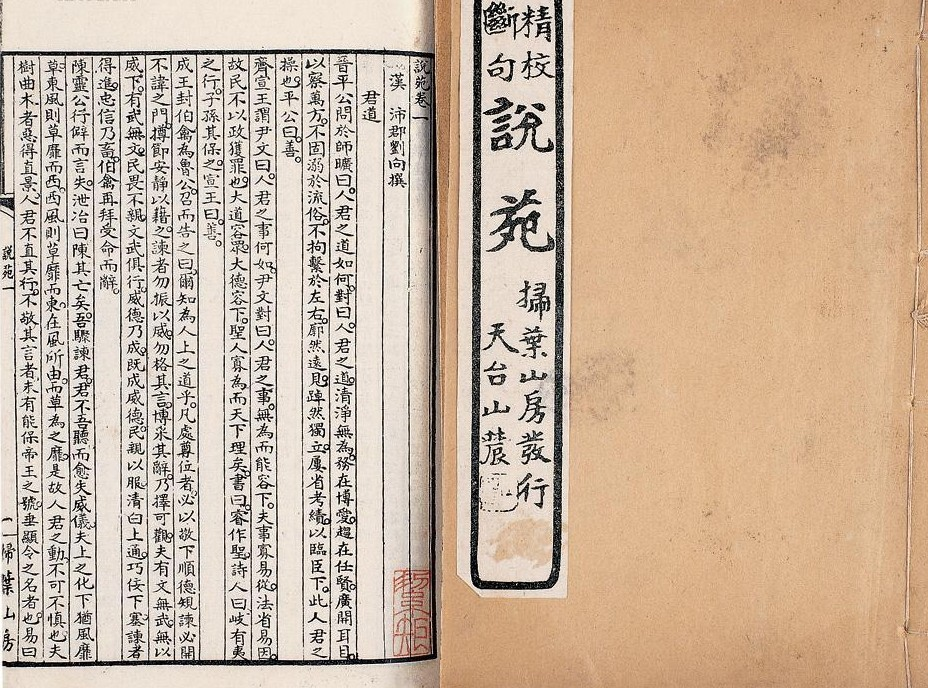 精校
斷句
說苑
掃葉山房發行
天台山農
說苑卷一
漢 沛郡劉向撰
君道
晉平公問於師曠曰。人君之道如何。對曰。人君之道。清淨無為。務在博愛。趨在任賢。廣開耳目。
以察萬方。不固溺於流俗。不拘繫於左右。廓然遠見。踔然獨立。屢省考績。以臨臣下。此人君之
操也。平公曰。善。
齊宣王謂尹文曰。人君之事何如。尹文對曰。人君之事。無為而能容下。夫事寡易從。法省易因。
故民不以政獲罪也。大道容眾。大德容下。聖人寡為而天下理矣。書曰。睿作聖。詩人曰。岐有夷
之行。子孫其保之。宣王曰。善。
成王封伯禽為魯公。召而告之曰。爾知為人上之道乎。凡處尊位者。必以敬下。順德規諫。必開
不諱之門。撙節安靜以藉之。諫者勿振以威。勿格其言。博采其辭。乃擇可觀。夫有文無武。無以
威下。有武無文。民畏不親。文武俱行。威德乃成。既成威德。民親以服。清白上通。巧佞下塞。諫者
得進。忠信乃畜。伯禽再拜受命而辭。
陳靈公行僻而言失。泄冶曰。陳其亡矣。吾驟諫君。君不吾聽。而愈失威儀。夫上之化下。猶風靡
草。東風則草靡而西。西風則草靡而東。在風所由。而草為之靡。是故人君之動。不可不慎也。夫
樹曲木者。惡得直景。人君不直其行。不敬其言者。未有能保帝王之號。垂顯令之名者也。易曰
說苑一
一
掃葉山房